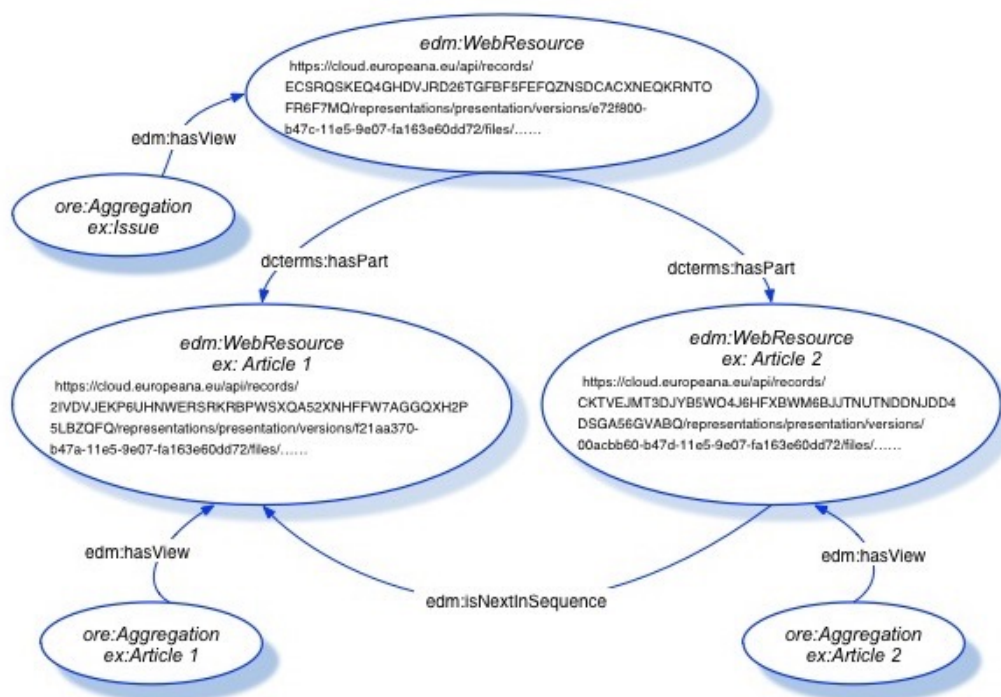 edm:WebResource
https://cloud.europeana.eu/api/records/
ECSRQSKEQ4GHDVJRD26TGFBF5FEFQZNSDCACXNEQKRNTO
FR6F7MQ/representations/presentation/versions/e72f800-
b47c-11e5-9e07-fa163e60dd72/files/......
edm:hasView
ore:Aggregation
ex:Issue
dcterms:hasPart
dcterms:hasPart
edm:WebResource
ex: Article 1
https://cloud.europeana.eu/api/records/
2IVDVJEKP6UHNWERSRKRBPWSXQA52XNHFFW7AGGQXH2P
5LBZQFQ/representations/presentation/versions/f21aa370-
b47a-11e5-9e07-fa163e60dd72/files/......
edm:WebResource
ex: Article 2
https://cloud.europeana.eu/api/records/
CKTVEJMT3DJYB5WO4J6HFXBWM6BJJTNUTNDDNJDD4
DSGA56GVABQ/representations/presentation/versions/
00acbb60-b47d-11e5-9e07-fa163e60dd72/files/......
edm:hasView
edm:hasView
edm:isNextInSequence
ore:Aggregation
ex:Article 1
ore:Aggregation
ex:Article 2